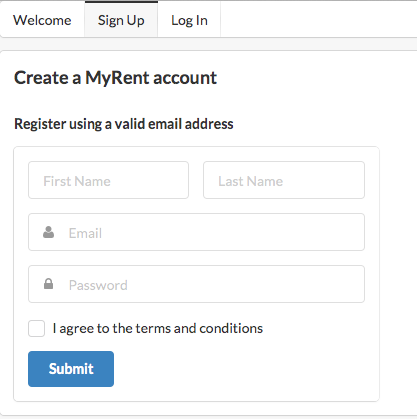 Welcome Sign Up Log In
Create a MyRent account
Register using a valid email address
First Name Last Name
Email
Password
I agree to the terms and conditions
Submit